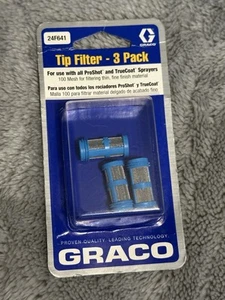 24F641
GRACO
Tip Filter - 3 Pack
For use with all ProShot® and TrueCoat® Sprayers
100 Mesh for filtering thin, fine finish material
Para uso con todos los rociadores ProShot® y TrueCoat®
Malla 100 para filtrar material delgado de acabado fino
PROVEN QUALITY. LEADING TECHNOLOGY.
GRACO